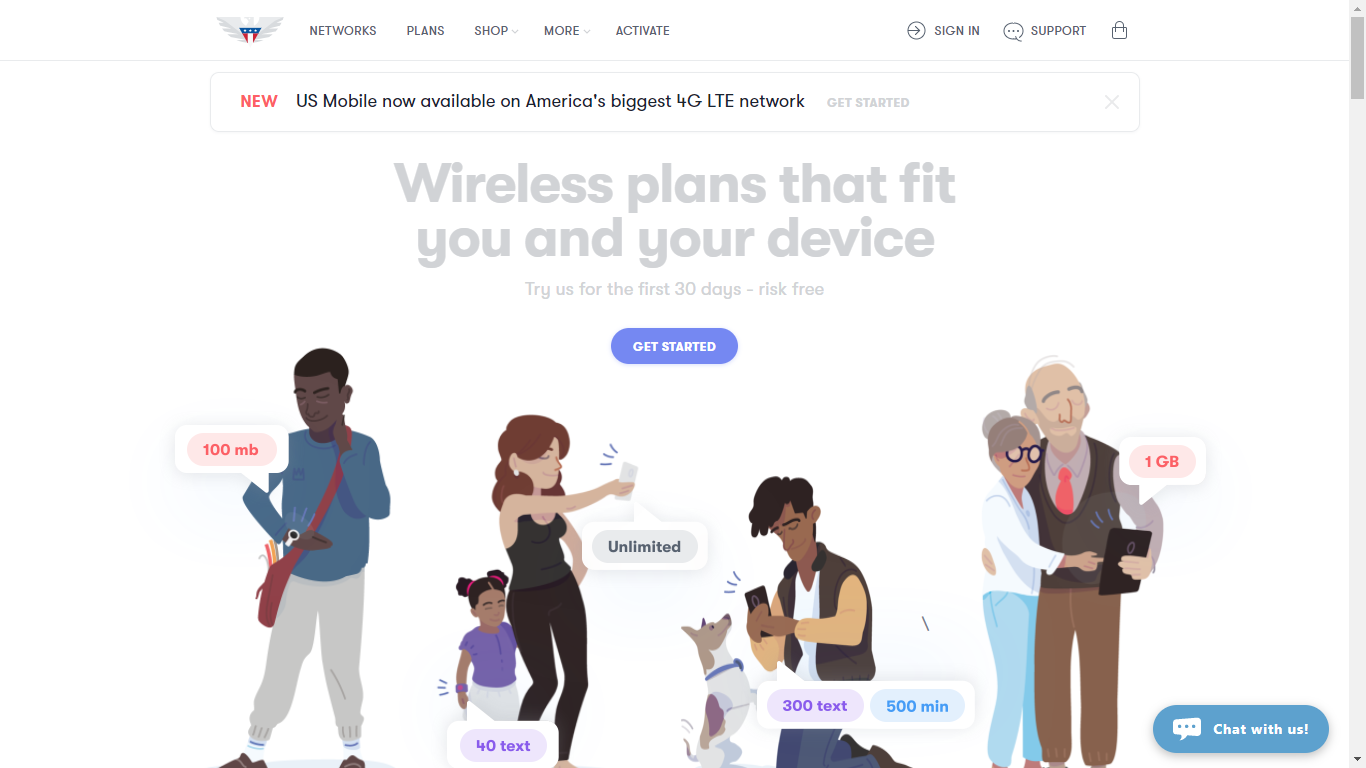 NETWORKS
PLANS
SHOP
MORE
ACTIVATE
SIGN IN
SUPPORT
NEW US Mobile now available on America's biggest 4G LTE network GET STARTED
Wireless plans that fit
you and your device
Try us for the first 30 days - risk free
GET STARTED
100 mb
1 GB
Unlimited
300 text
500 min
40 text
Chat with us!